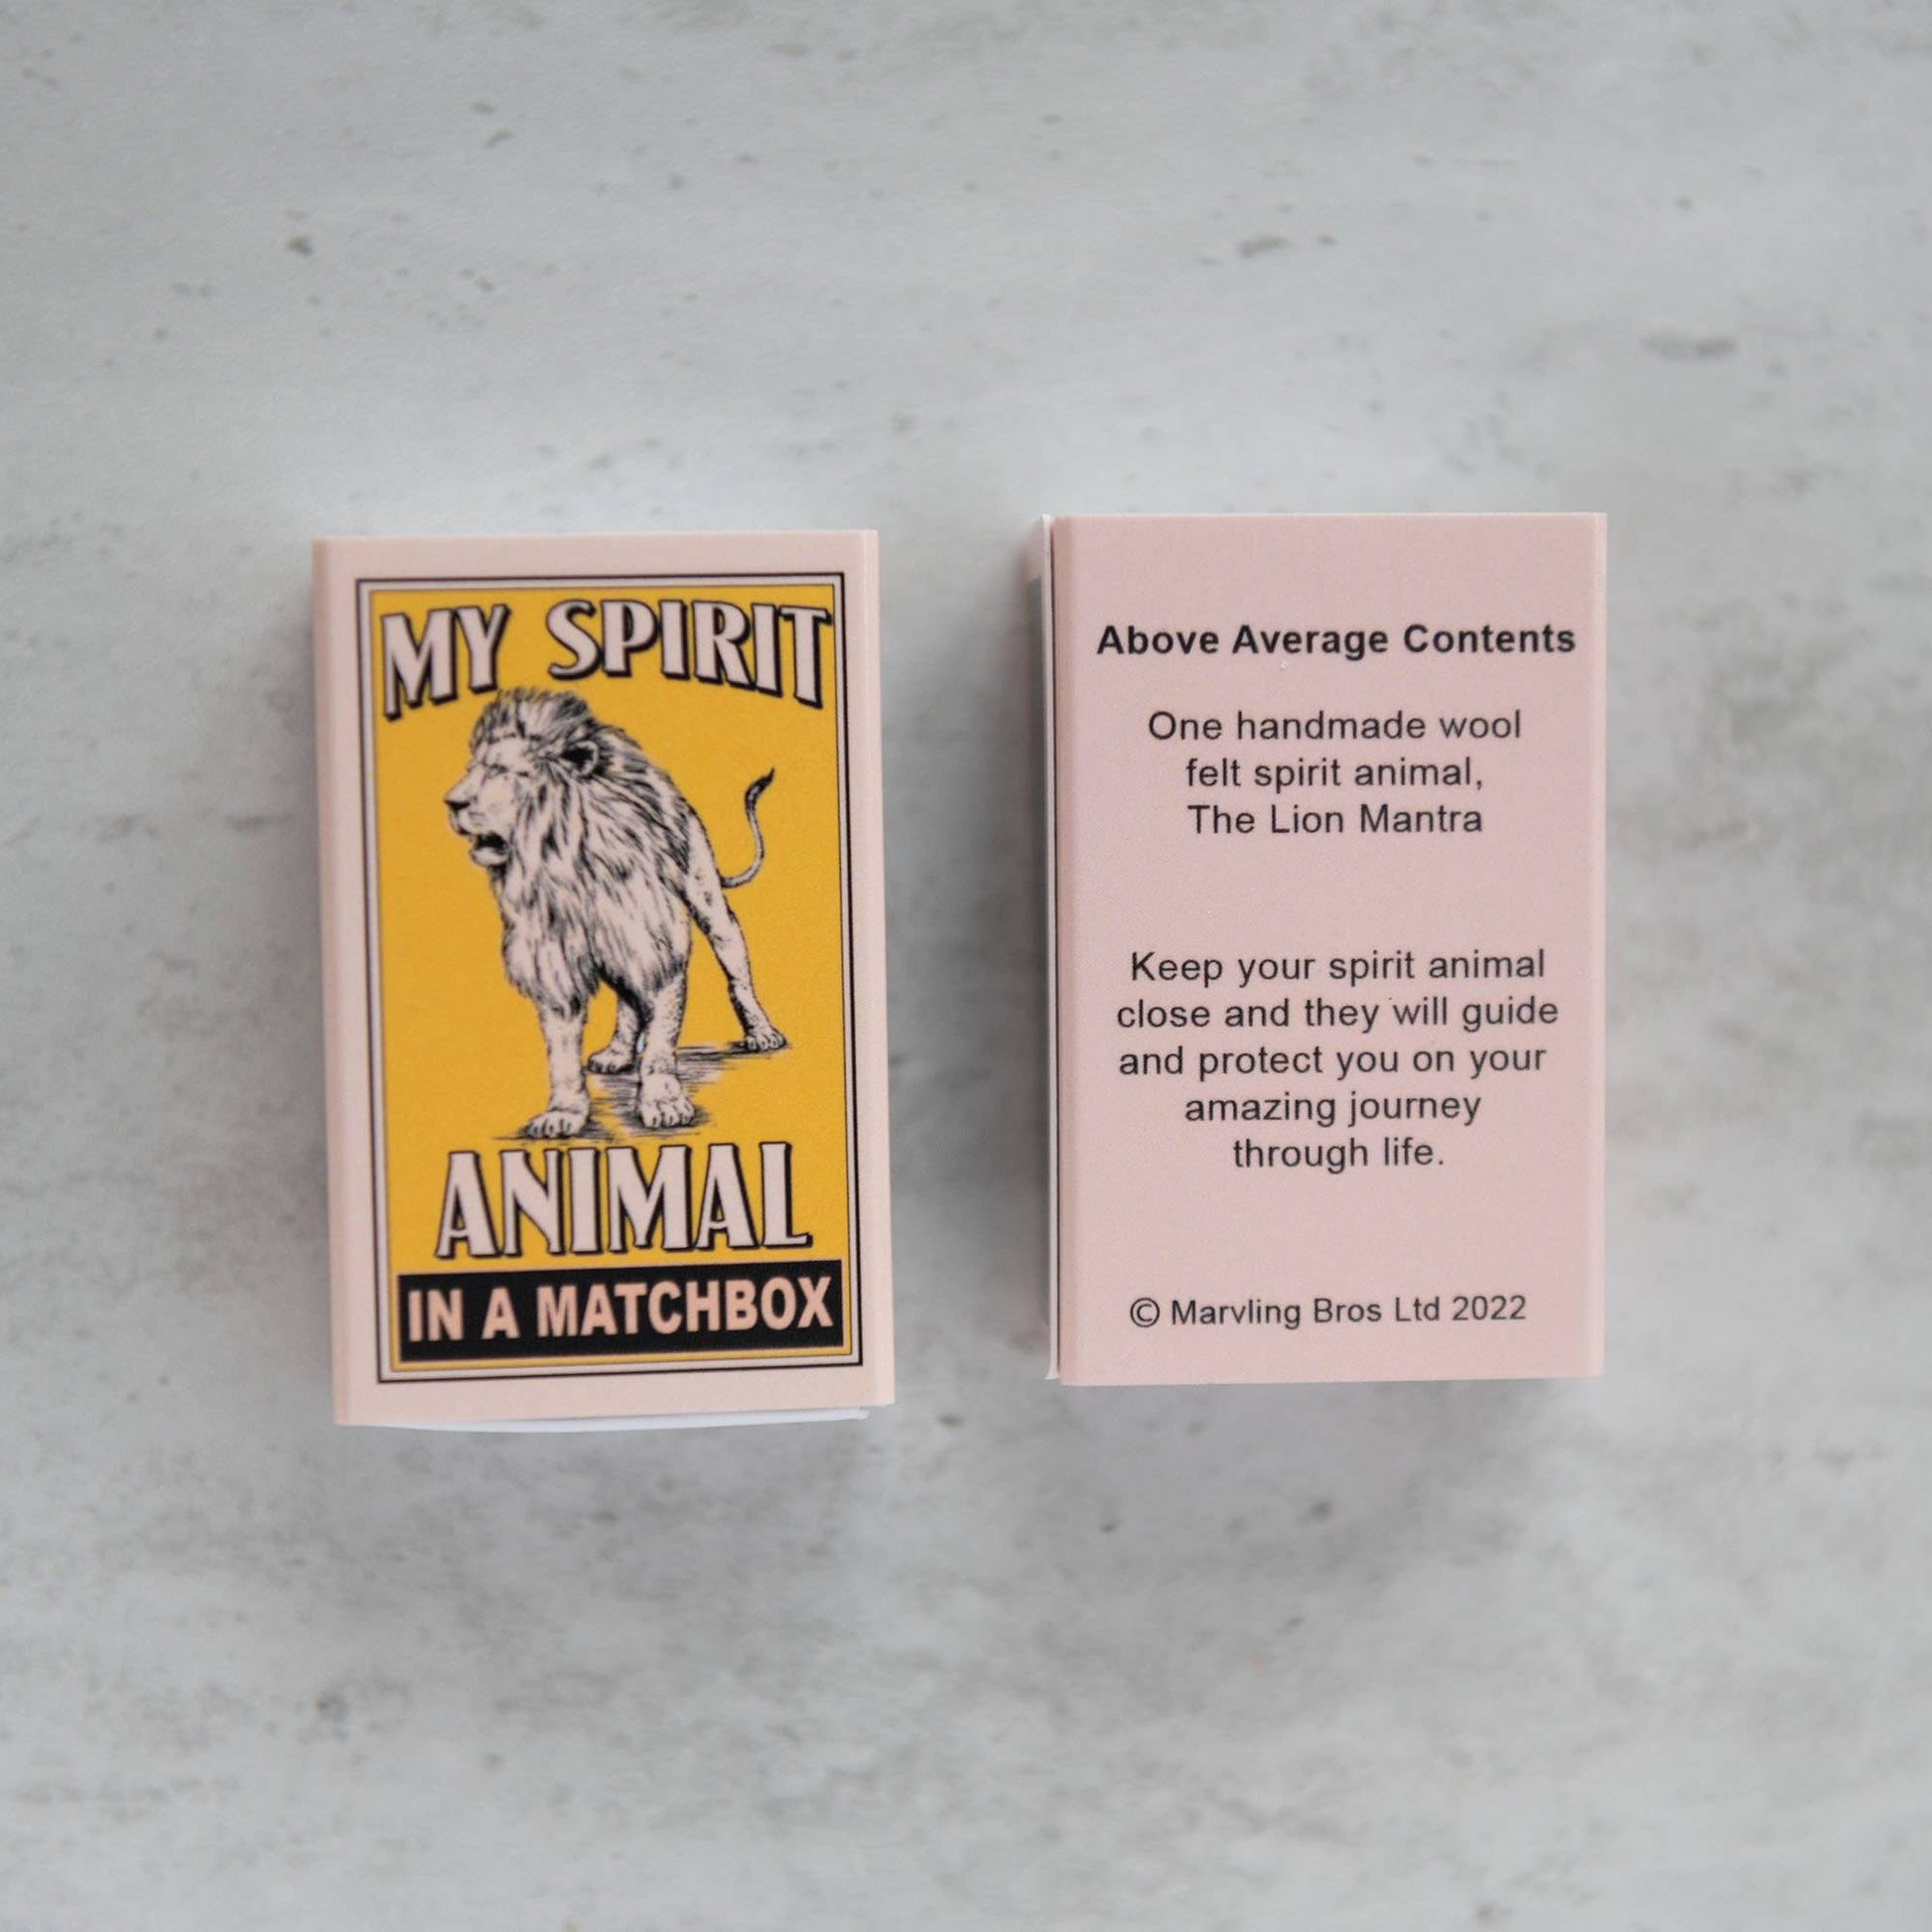 MY SPIRIT
ANIMAL
IN A MATCHBOX
Above Average Contents
One handmade wool
felt spirit animal,
The Lion Mantra
Keep your spirit animal
close and they will guide
and protect you on your
amazing journey
through life.
© Marvling Bros Ltd 2022